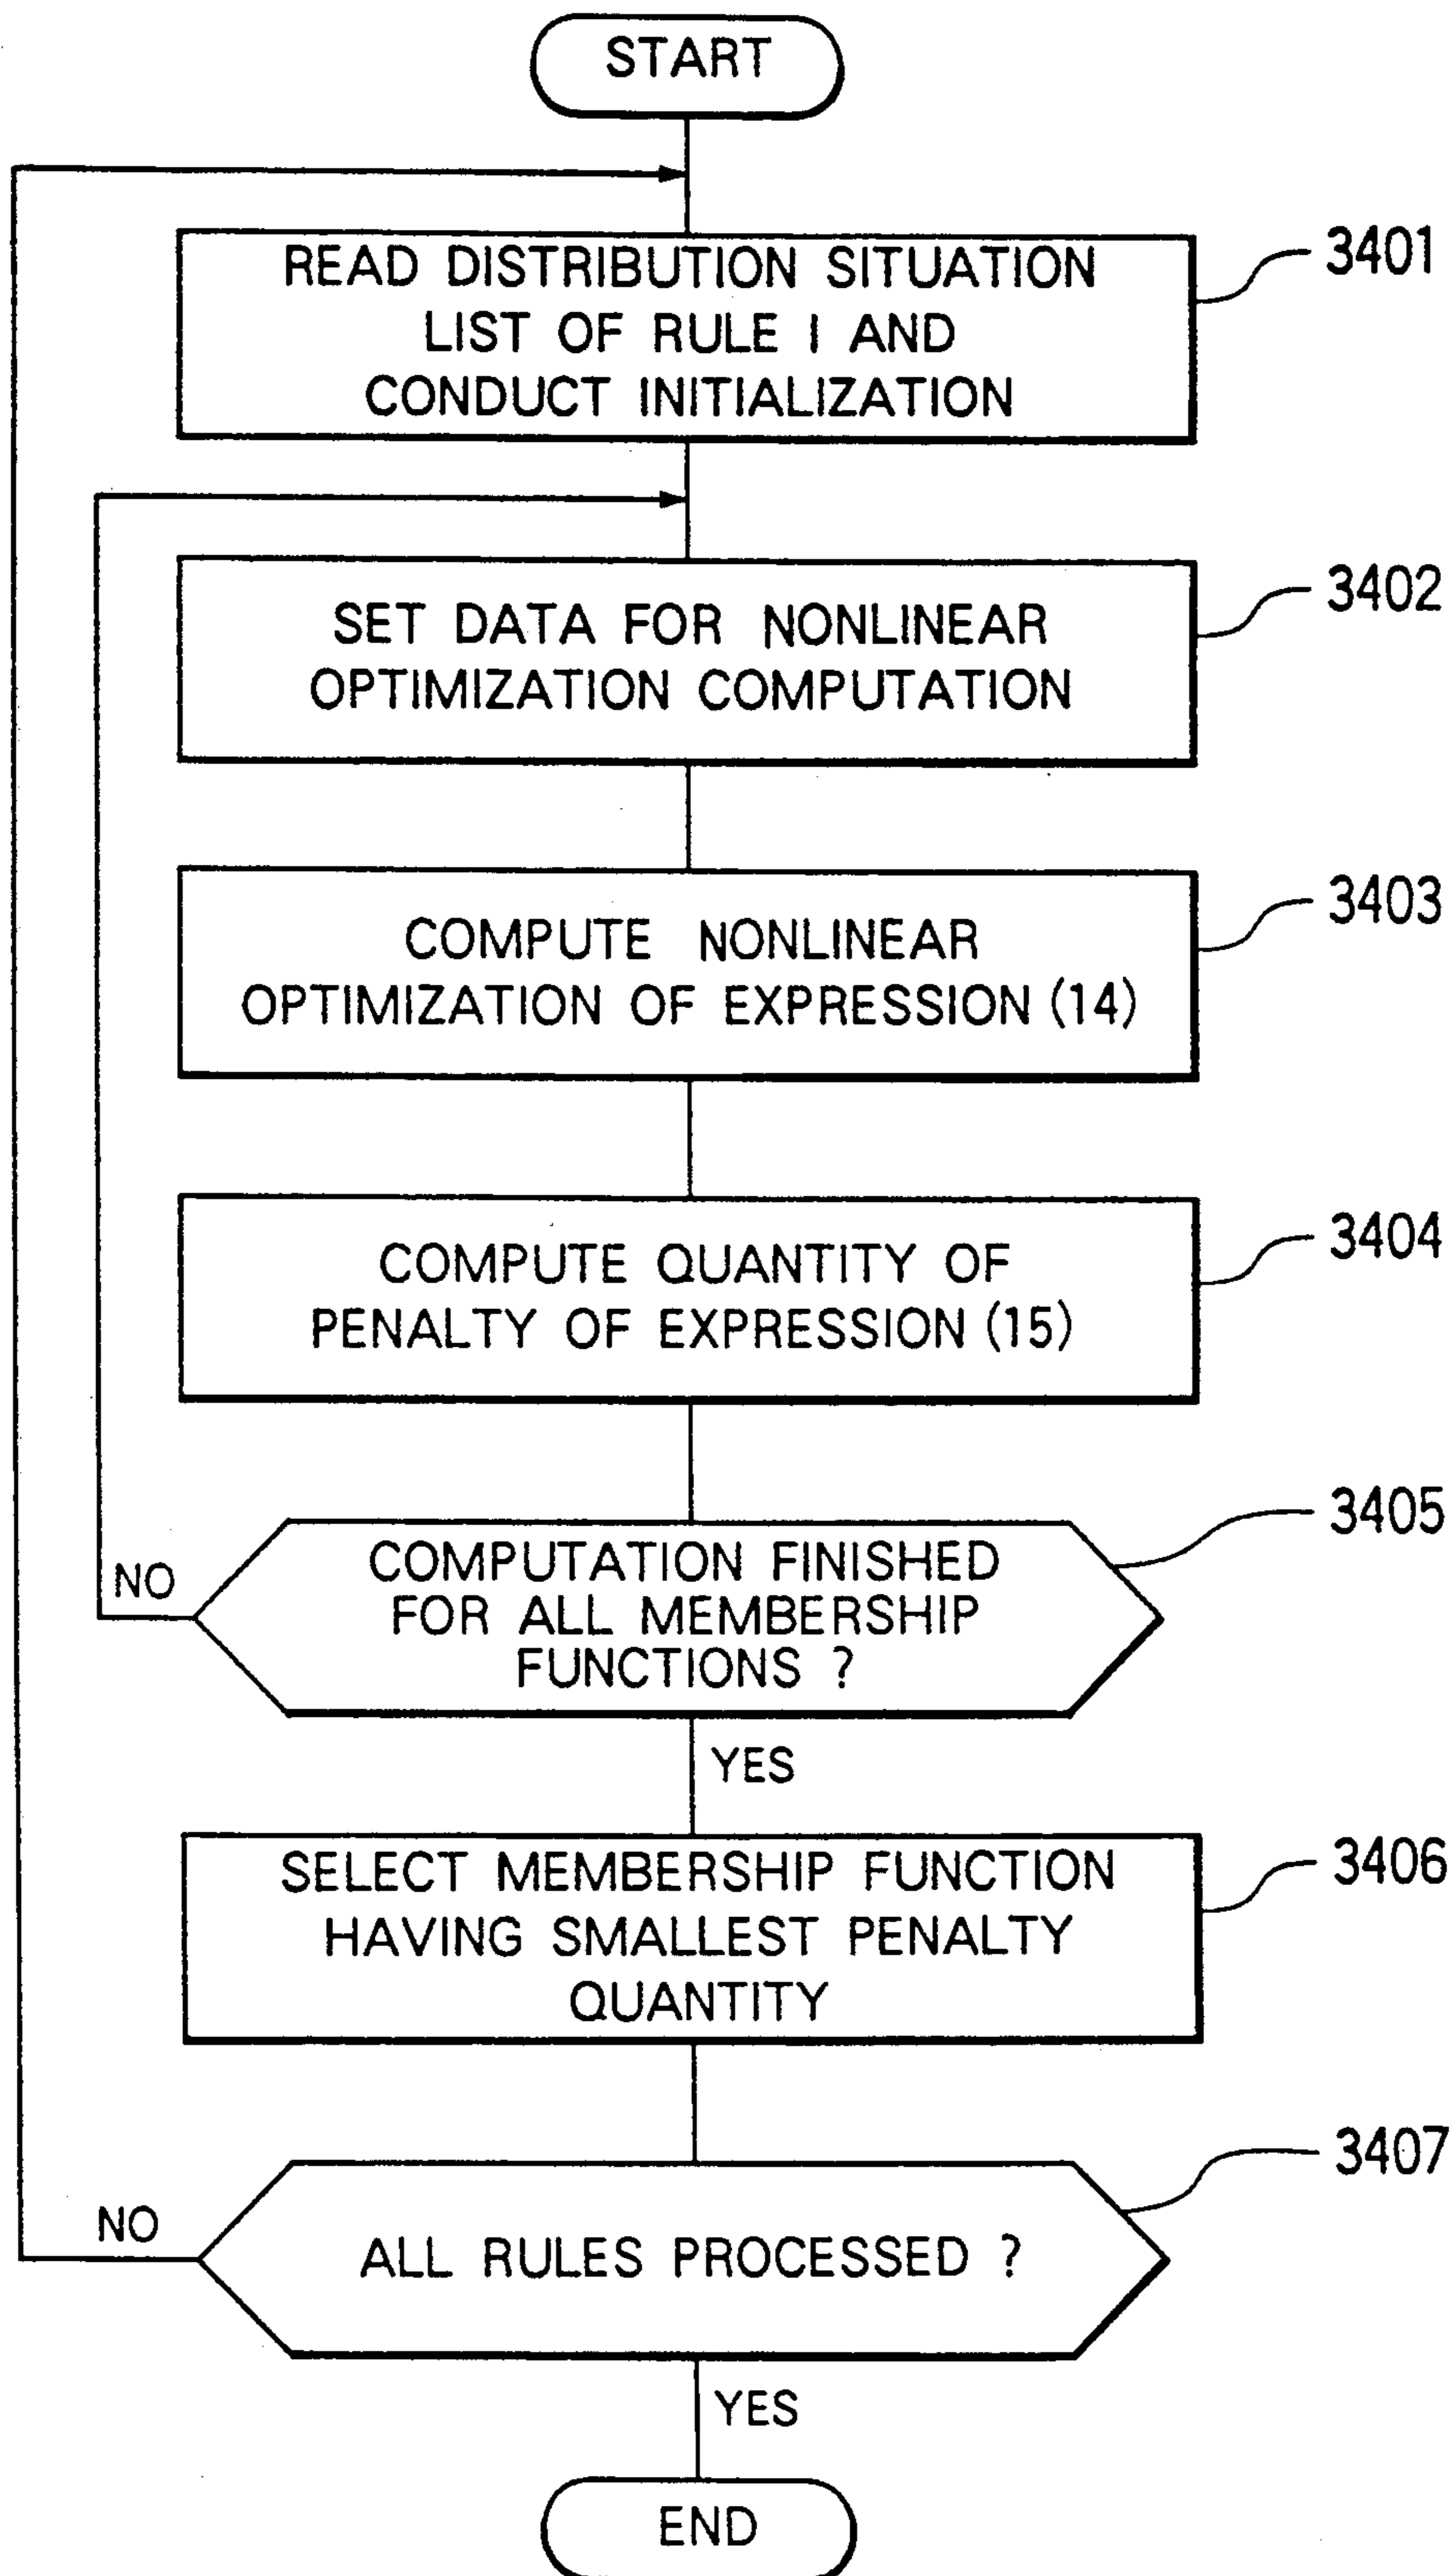 START
READ DISTRIBUTION SITUATION
LIST OF RULE I AND
CONDUCT INITIALIZATION
3401
SET DATA FOR NONLINEAR
OPTIMIZATION COMPUTATION
3402
COMPUTE NONLINEAR
OPTIMIZATION OF EXPRESSION (14)
3403
COMPUTE QUANTITY OF
PENALTY OF EXPRESSION (15)
3404
COMPUTATION FINISHED
FOR ALL MEMBERSHIP
FUNCTIONS ?
3405
NO
YES
SELECT MEMBERSHIP FUNCTION
HAVING SMALLEST PENALTY
QUANTITY
3406
ALL RULES PROCESSED ?
3407
NO
YES
END